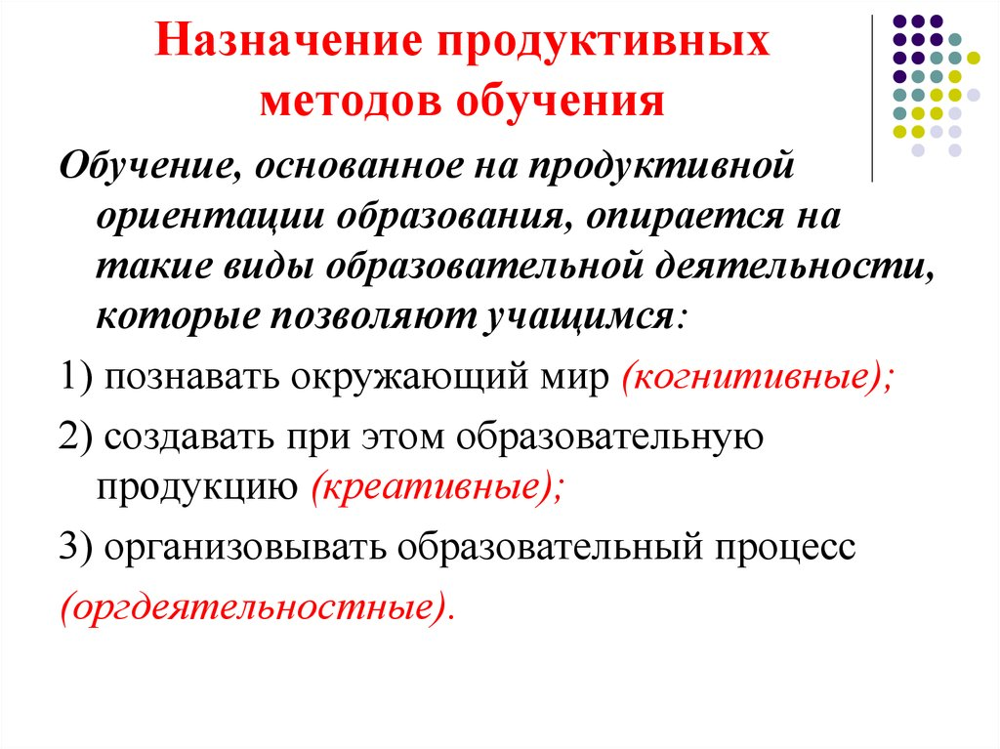 Назначение продуктивных
методов обучения
Обучение, основанное на продуктивной
ориентации образования, опирается на
такие виды образовательной деятельности,
которые позволяют учащимся:
1) познавать окружающий мир (когнитивные);
2) создавать при этом образовательную
продукцию (креативные);
3) организовывать образовательный процесс
(оргдеятельностные).